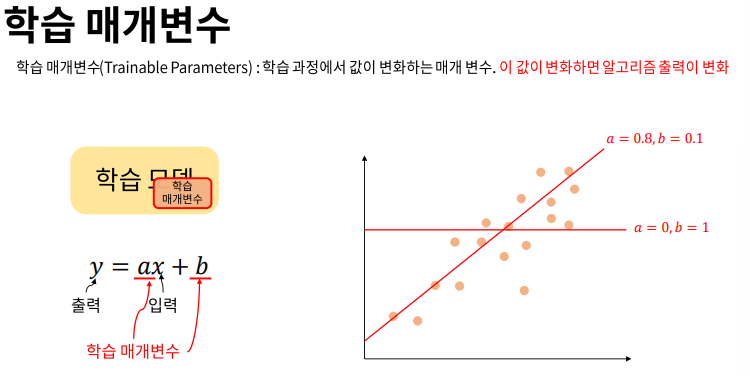 학습 매개변수
학습 매개변수(Trainable Parameters) : 학습 과정에서 값이 변화하는 매개 변수. 이 값이 변화하면 알고리즘 출력이 변화
학습 모델
학습
매개변수
y = ax + b
출력
입력
학습 매개변수
a = 0.8, b = 0.1
a = 0, b = 1